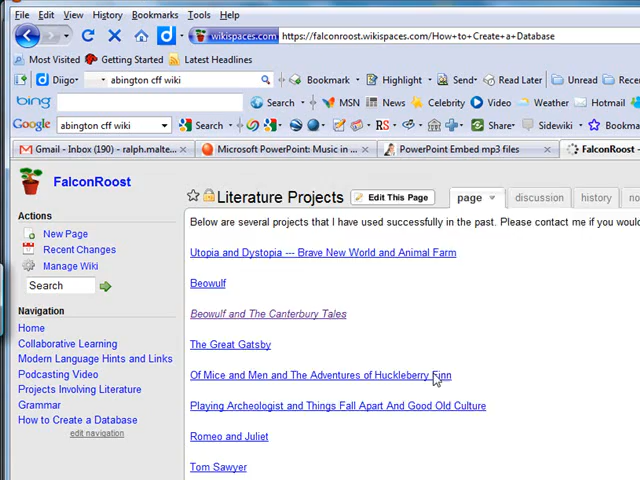 File Edit View History Bookmarks Tools Help
wikispaces.com https://falconroost.wikispaces.com/How+to+Create+a+Database
Most Visited Getting Started Latest Headlines
Diigo abington cff wiki Bookmark Highlight Send Read Later Unread Recent
bing Search MSN News Celebrity Video Weather Hotmail
Google abington cff wiki Search RS Share Sidewiki Bookma
Gmail - Inbox (190) - ralph.malte... Microsoft PowerPoint: Music in ... PowerPoint Embed mp3 files FalconRoost -
FalconRoost
Literature Projects Edit This Page page discussion history no
Actions
New Page
Recent Changes
Manage Wiki
Search
Navigation
Home
Collaborative Learning
Modern Language Hints and Links
Podcasting Video
Projects Involving Literature
Grammar
How to Create a Database
edit navigation
Below are several projects that I have used successfully in the past. Please contact me if you would
Utopia and Dystopia --- Brave New World and Animal Farm
Beowulf
Beowulf and The Canterbury Tales
The Great Gatsby
Of Mice and Men and The Adventures of Huckleberry Finn
Playing Archeologist and Things Fall Apart And Good Old Culture
Romeo and Juliet
Tom Sawyer